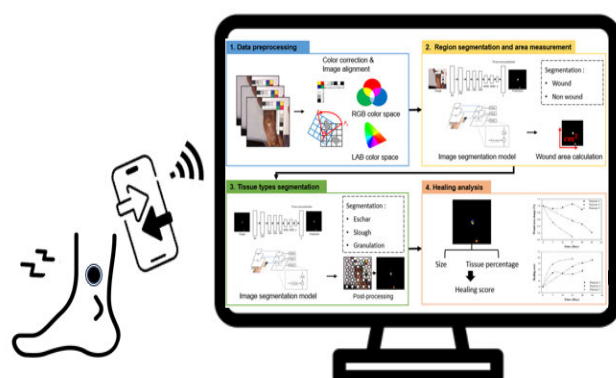 1. Data preprocessing
Color correction &
Image alignment
RGB color space
LAB color space
2. Region segmentation and area measurement
Segmentation :
• Wound
• Non wound
Image segmentation model
Wound area calculation
3. Tissue types segmentation
Segmentation :
• Eschar
• Slough
• Granulation
Image segmentation model
Post-processing
4. Healing analysis
Size
Tissue percentage
Healing score